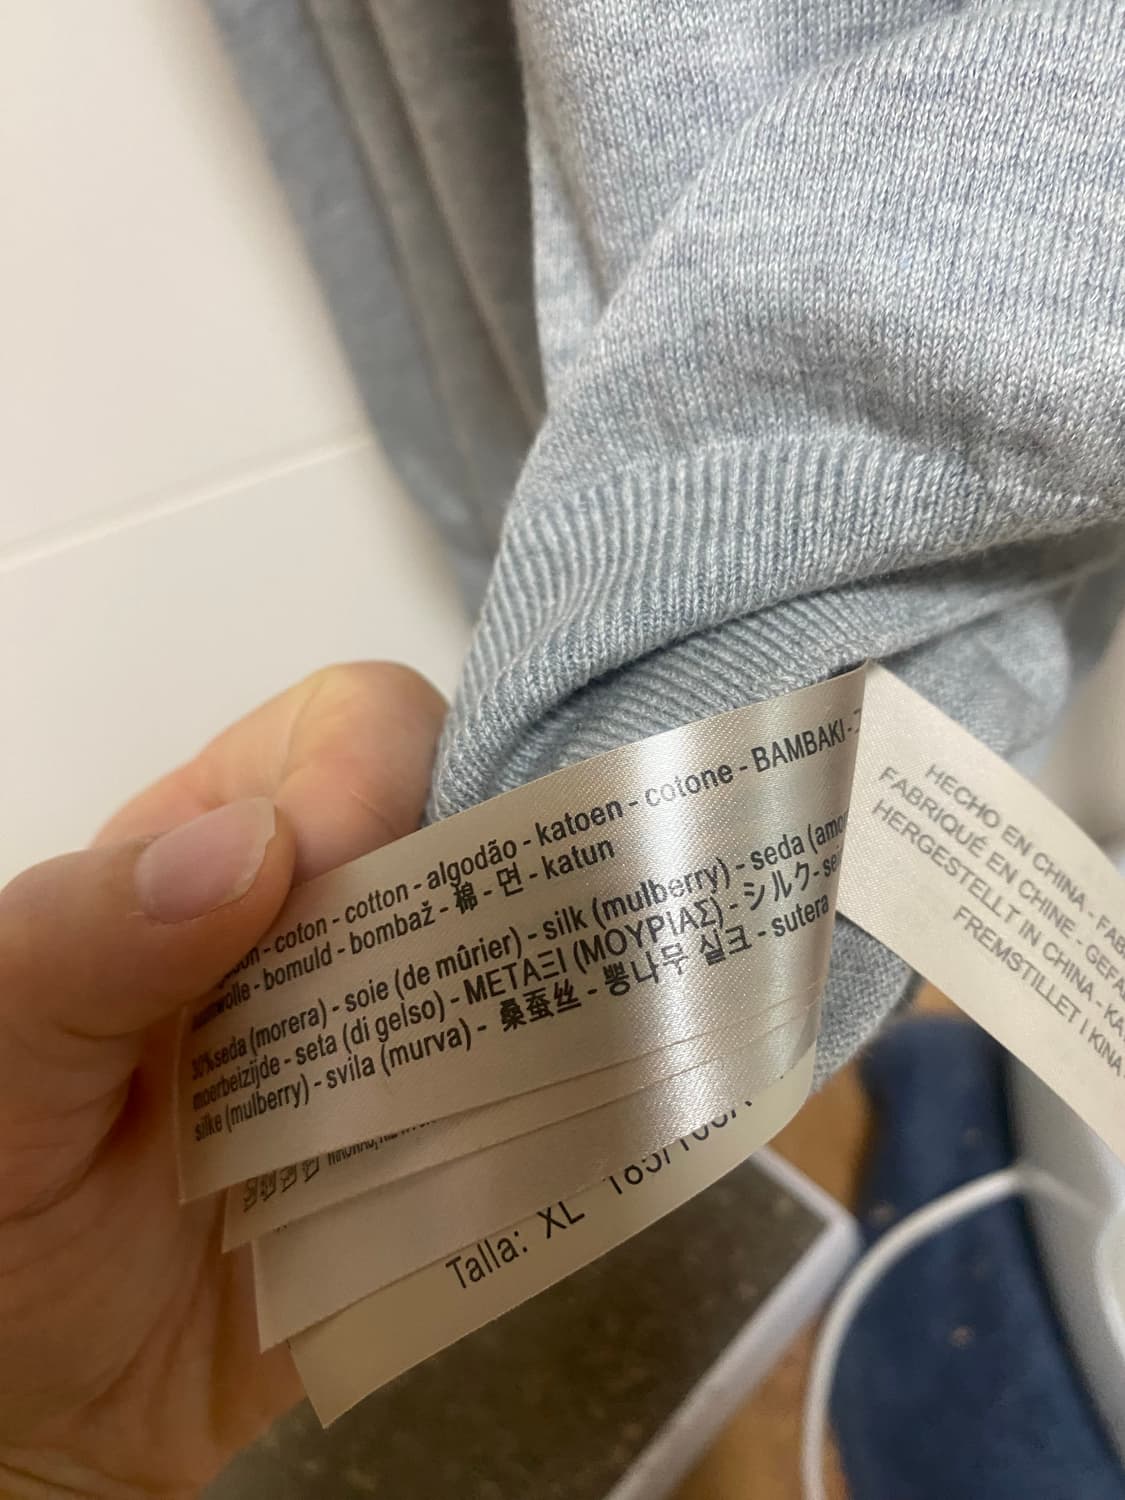 - coton - cotton - algodão - katoen - cotone - BAMBAKI -
- bomuld - bombaž - 棉 - 면 - katun
30%seda (morera) - soie (de mûrier) - silk (mulberry) - seda
moerbeizijde - seta (di gelso) - ΜΕΤΑΞΙ (ΜΟΥΡΙΑΣ) - シルク-
silke (mulberry) - svila (murva) - 桑蚕丝 - 뽕나무 실크 - sutera
Talla: XL
HECHO EN CHINA -
FABRIQUÉ EN CHINE -
HERGESTELLT IN CHINA -
FREMSTILLET I KINA